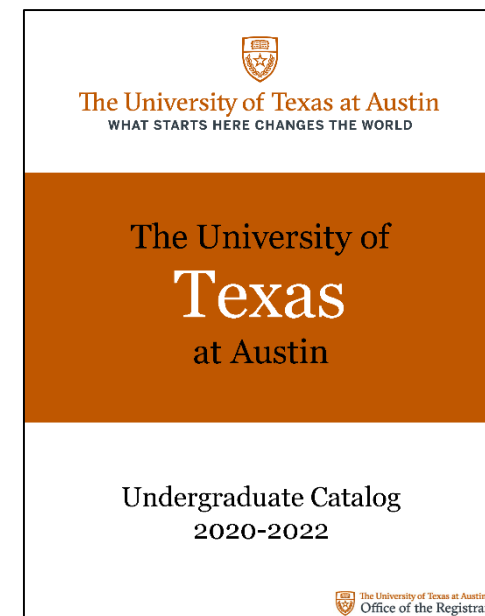 The University of Texas at Austin
WHAT STARTS HERE CHANGES THE WORLD
The University of
Texas
at Austin
Undergraduate Catalog
2020-2022
The University of Texas at Austin
Office of the Registra